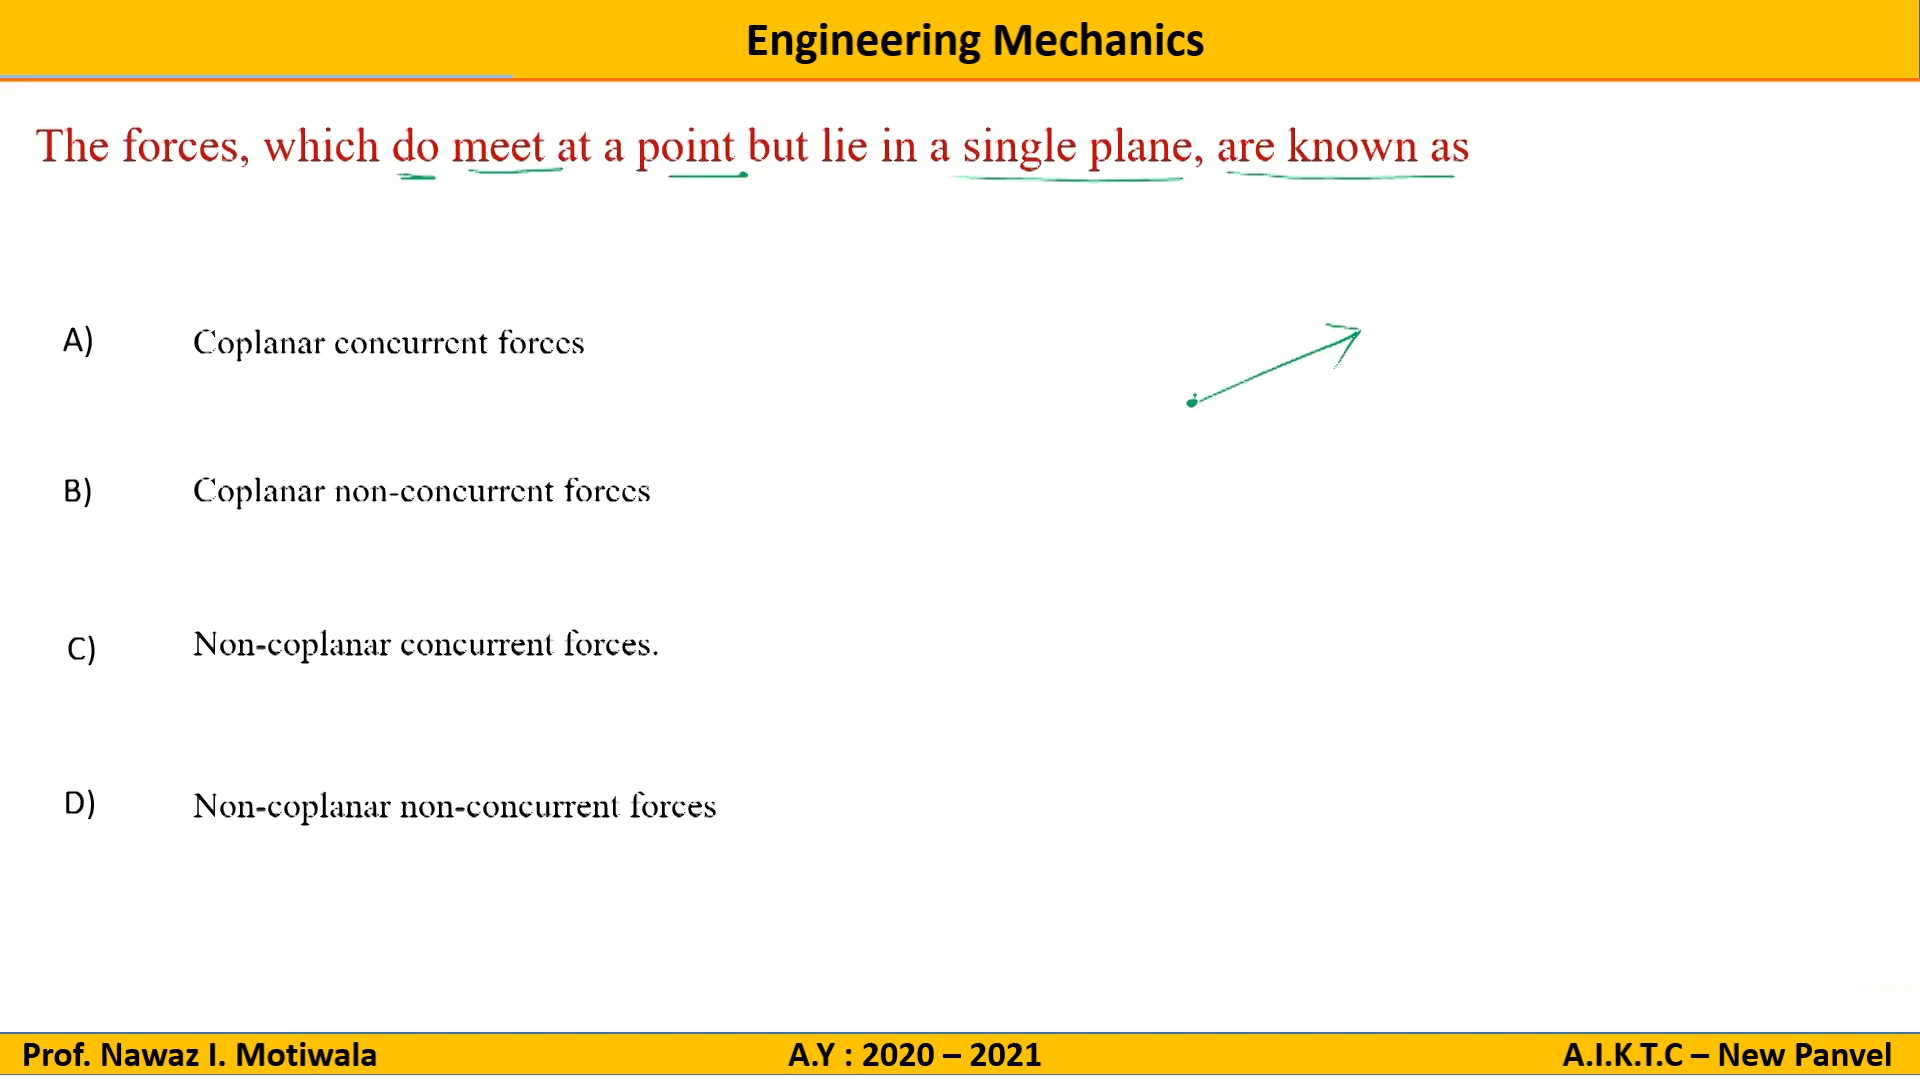 Engineering Mechanics
The forces, which do meet at a point but lie in a single plane, are known as
A) Coplanar concurrent forces
B) Coplanar non-concurrent forces
C) Non-coplanar concurrent forces.
D) Non-coplanar non-concurrent forces
Prof. Nawaz I. Motiwala A.Y : 2020 – 2021 A.I.K.T.C – New Panvel